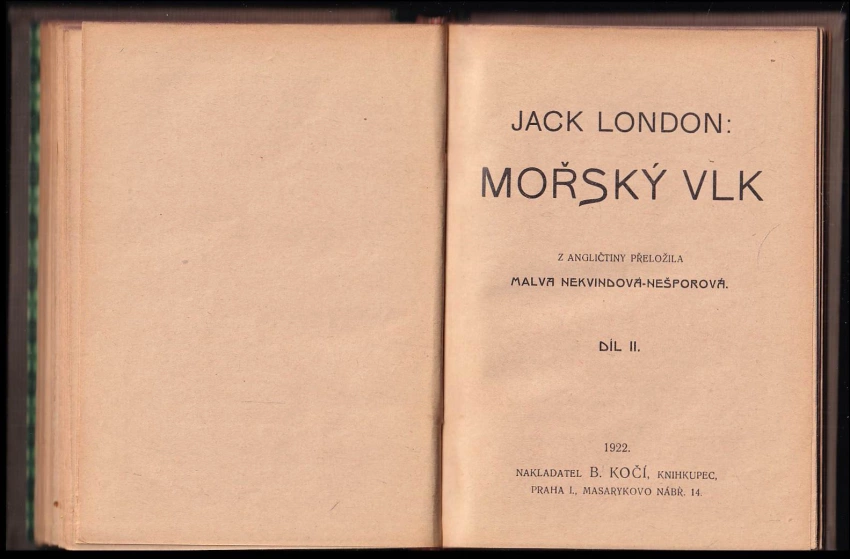 JACK LONDON:
MOŘSKÝ VLK
Z ANGLIČTINY PŘELOŽILA
MALVA NEKVINDOVÁ-NEŠPOROVÁ.
DÍL II.
1922.
NAKLADATEL B. KOČÍ, KNIHKUPEC,
PRAHA I., MASARYKOVO NÁBŘ. 14.